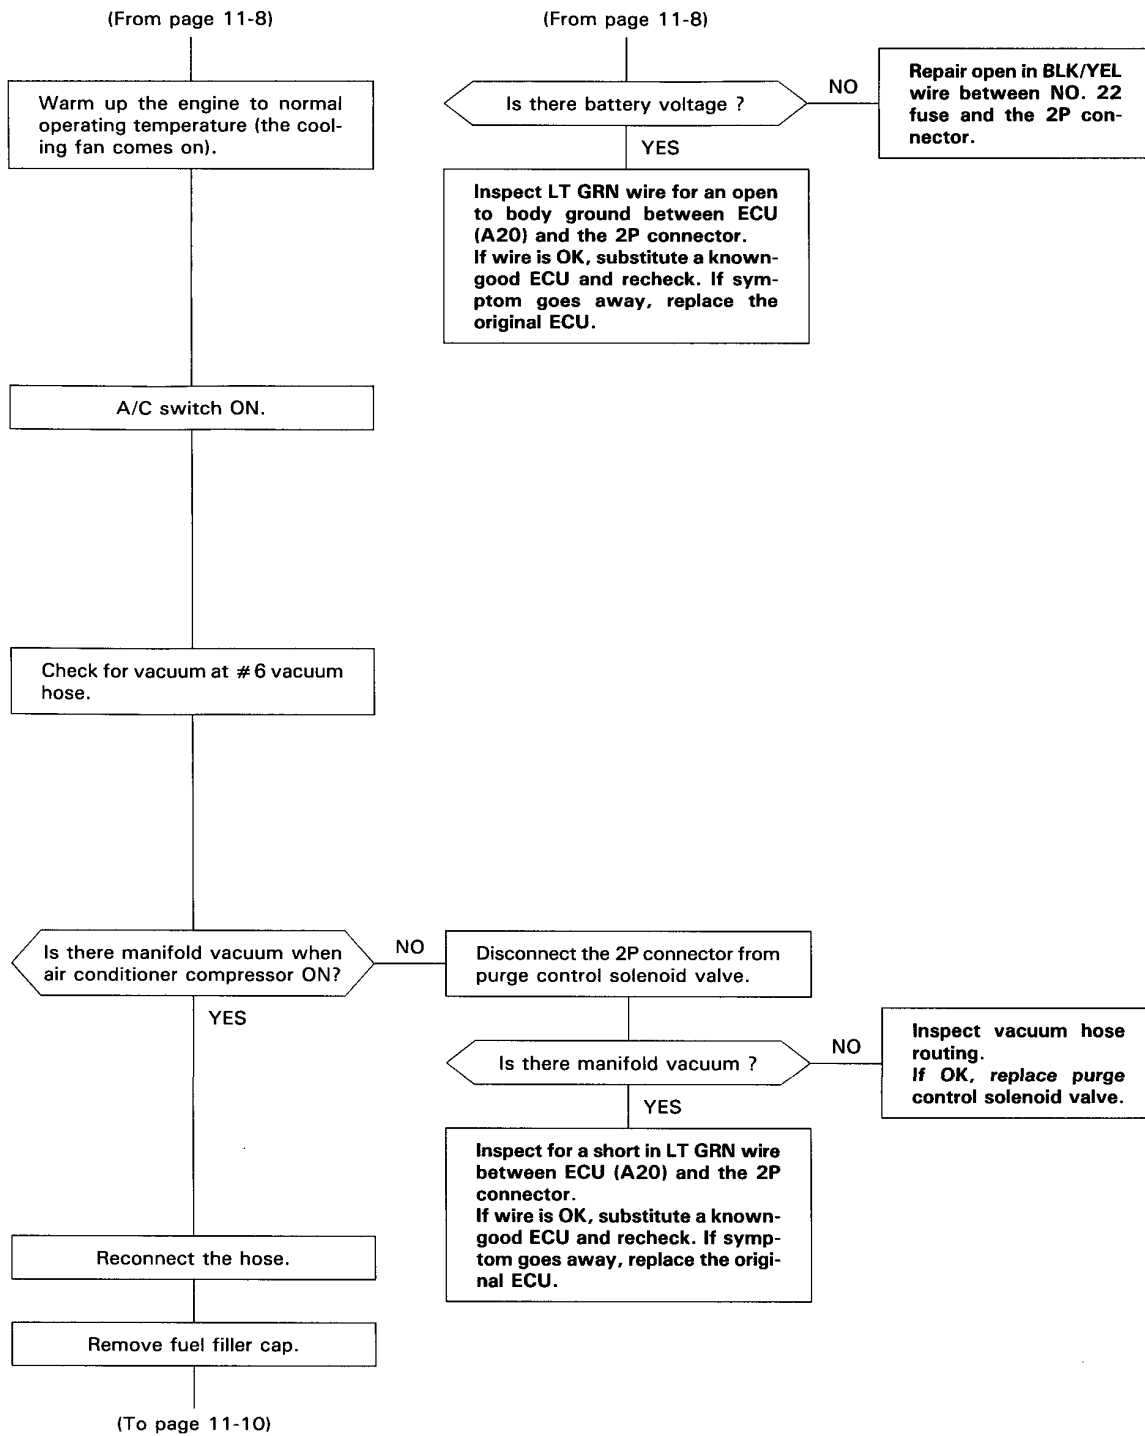 (From page 11-8)
Warm up the engine to normal
operating temperature (the cool-
ing fan comes on).
A/C switch ON.
Check for vacuum at #6 vacuum
hose.
Is there manifold vacuum when
air conditioner compressor ON?
NO
YES
Reconnect the hose.
Remove fuel filler cap.
(To page 11-10)
(From page 11-8)
Is there battery voltage ?
NO
YES
Repair open in BLK/YEL
wire between NO. 22
fuse and the 2P con-
nector.
Inspect LT GRN wire for an open
to body ground between ECU
(A20) and the 2P connector.
If wire is OK, substitute a known-
good ECU and recheck. If sym-
ptom goes away, replace the
original ECU.
Disconnect the 2P connector from
purge control solenoid valve.
Is there manifold vacuum ?
NO
YES
Inspect vacuum hose
routing.
If OK, replace purge
control solenoid valve.
Inspect for a short in LT GRN wire
between ECU (A20) and the 2P
connector.
If wire is OK, substitute a known-
good ECU and recheck. If symp-
tom goes away, replace the origi-
nal ECU.